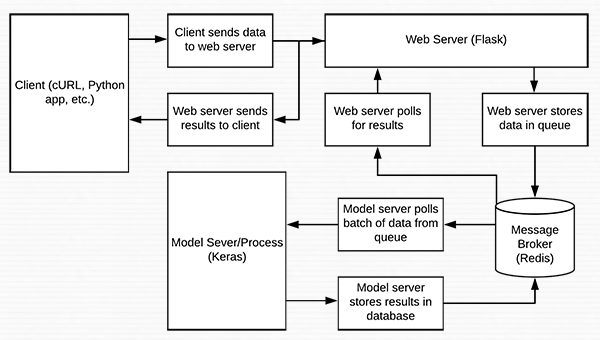 Client (cURL, Python
app, etc.)
Client sends data
to web server
Web Server (Flask)
Web server sends
results to client
Web server polls
for results
Web server stores
data in queue
Model Sever/Process
(Keras)
Model server polls
batch of data from
queue
Message
Broker
(Redis)
Model server
stores results in
database